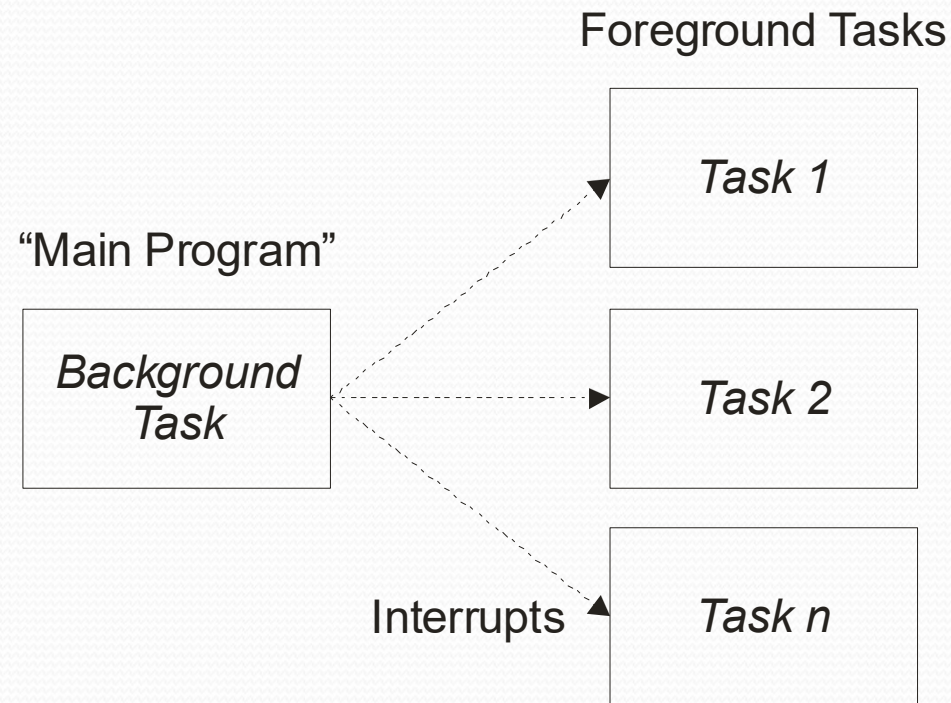 Foreground Tasks
Task 1
“Main Program”
Background
Task
Task 2
Interrupts
Task n